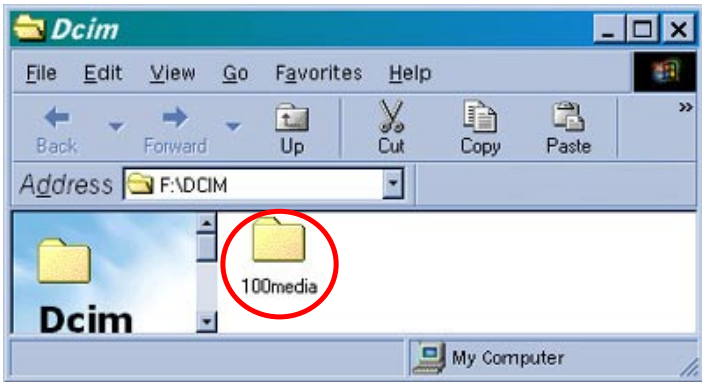 Dcim
File Edit View Go Favorites Help
Back Forward Up Cut Copy Paste »
Address F:\DCIM
100media
Dcim
My Computer